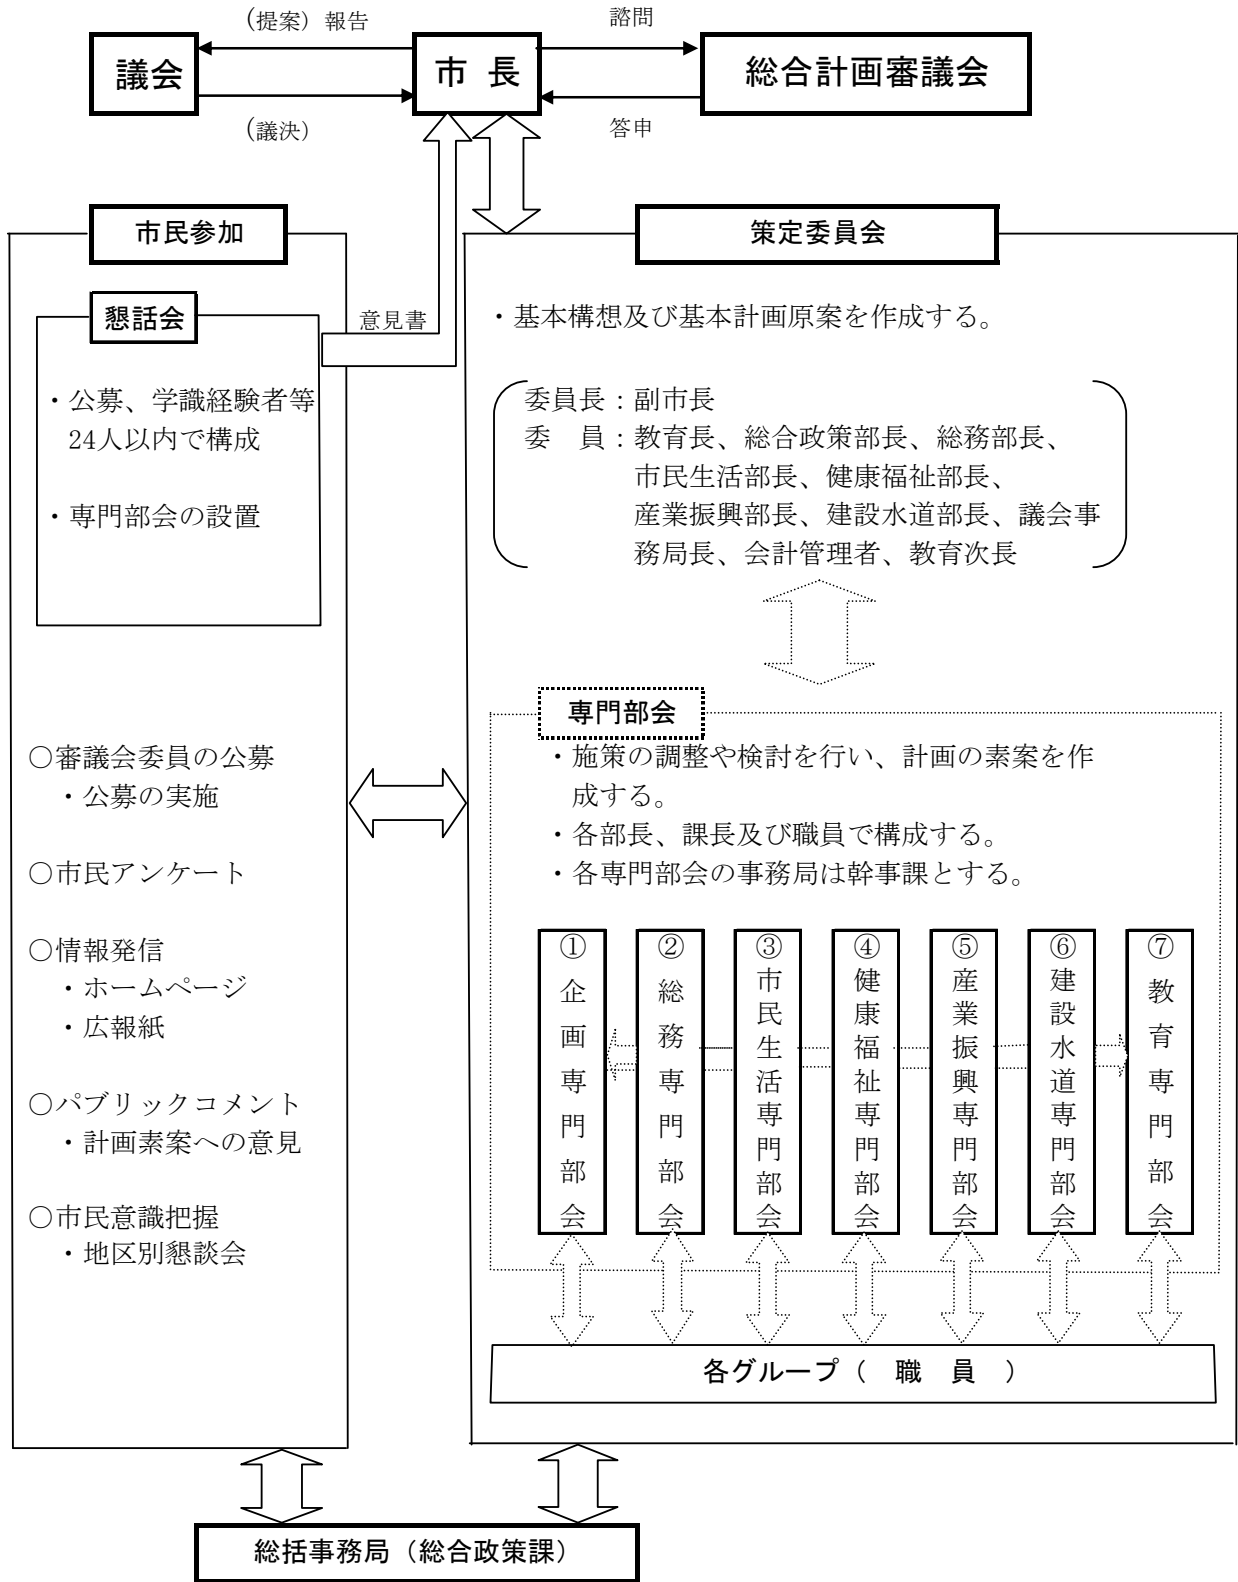 (提案）報告
諮問
議会
市 長
総合計画審議会
(議決）
答申
市民参加
策定委員会
懇話会
意見書
・公募、学識経験者等
24人以内で構成
・専門部会の設置
・基本構想及び基本計画原案を作成する。
委員長：副市長
委　員：教育長、総合政策部長、総務部長、
市民生活部長、健康福祉部長、
産業振興部長、建設水道部長、議会事
務局長、会計管理者、教育次長
○審議会委員の公募
・公募の実施
○市民アンケート
○情報発信
・ホームページ
・広報紙
○パブリックコメント
・計画素案への意見
○市民意識把握
・地区別懇談会
専門部会
・施策の調整や検討を行い、計画の素案を作
成する。
・各部長、課長及び職員で構成する。
・各専門部会の事務局は幹事課とする。
①企画専門部会
②総務専門部会
③市民生活専門部会
④健康福祉専門部会
⑤産業振興専門部会
⑥建設水道専門部会
⑦教育専門部会
各グループ（　職　員　）
総括事務局（総合政策課）